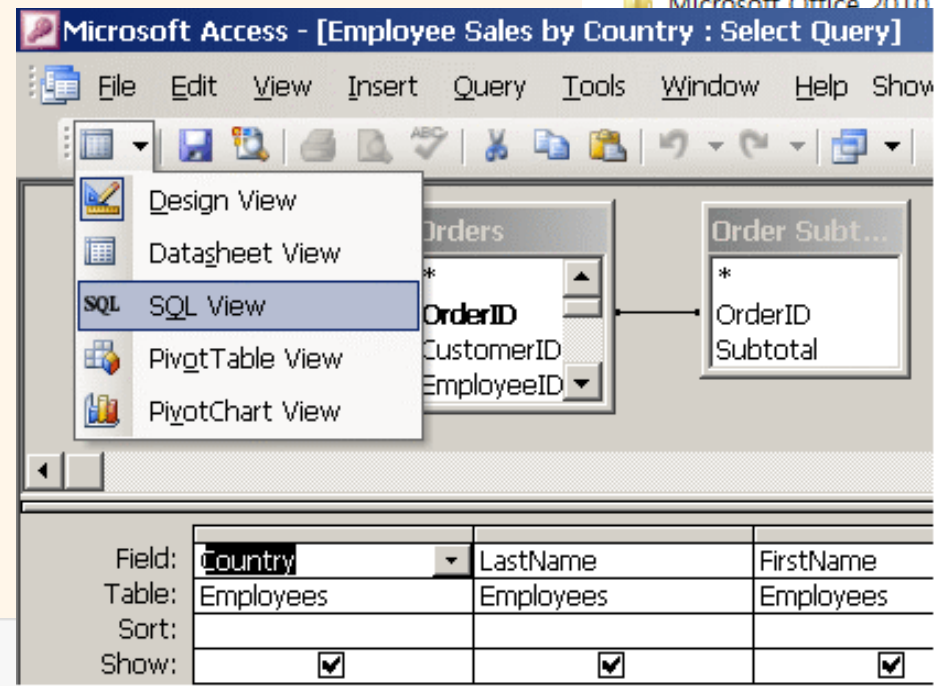 Microsoft Office 2010
Microsoft Access - [Employee Sales by Country : Select Query]
File Edit View Insert Query Tools Window Help Show
ABC
Design View
Datasheet View
SQL SQL View
PivotTable View
PivotChart View
Orders
*
OrderID
CustomerID
EmployeeID
Order Subt...
*
OrderID
Subtotal
Field: Country LastName FirstName
Table: Employees Employees Employees
Sort:
Show: